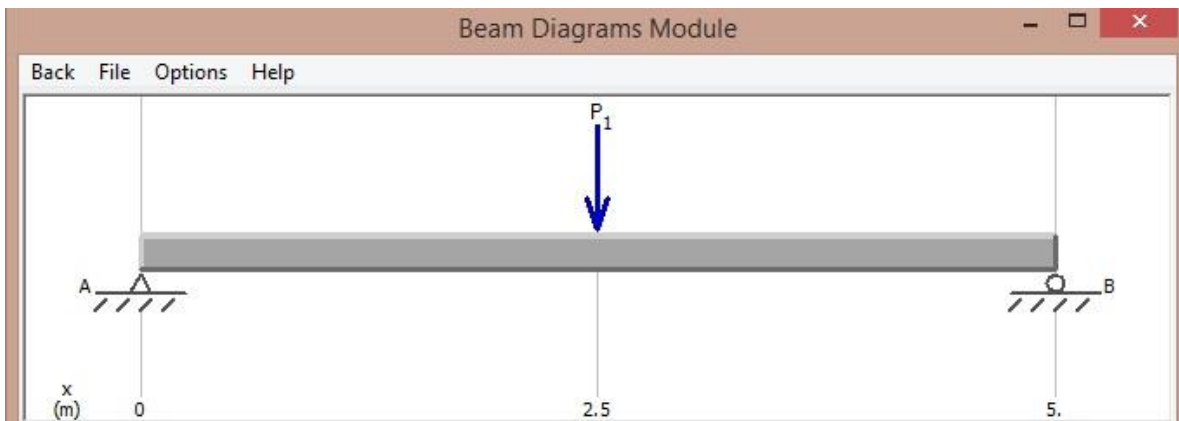 Beam Diagrams Module
Back File Options Help
P1
A
B
x
(m) 0 2.5 5.